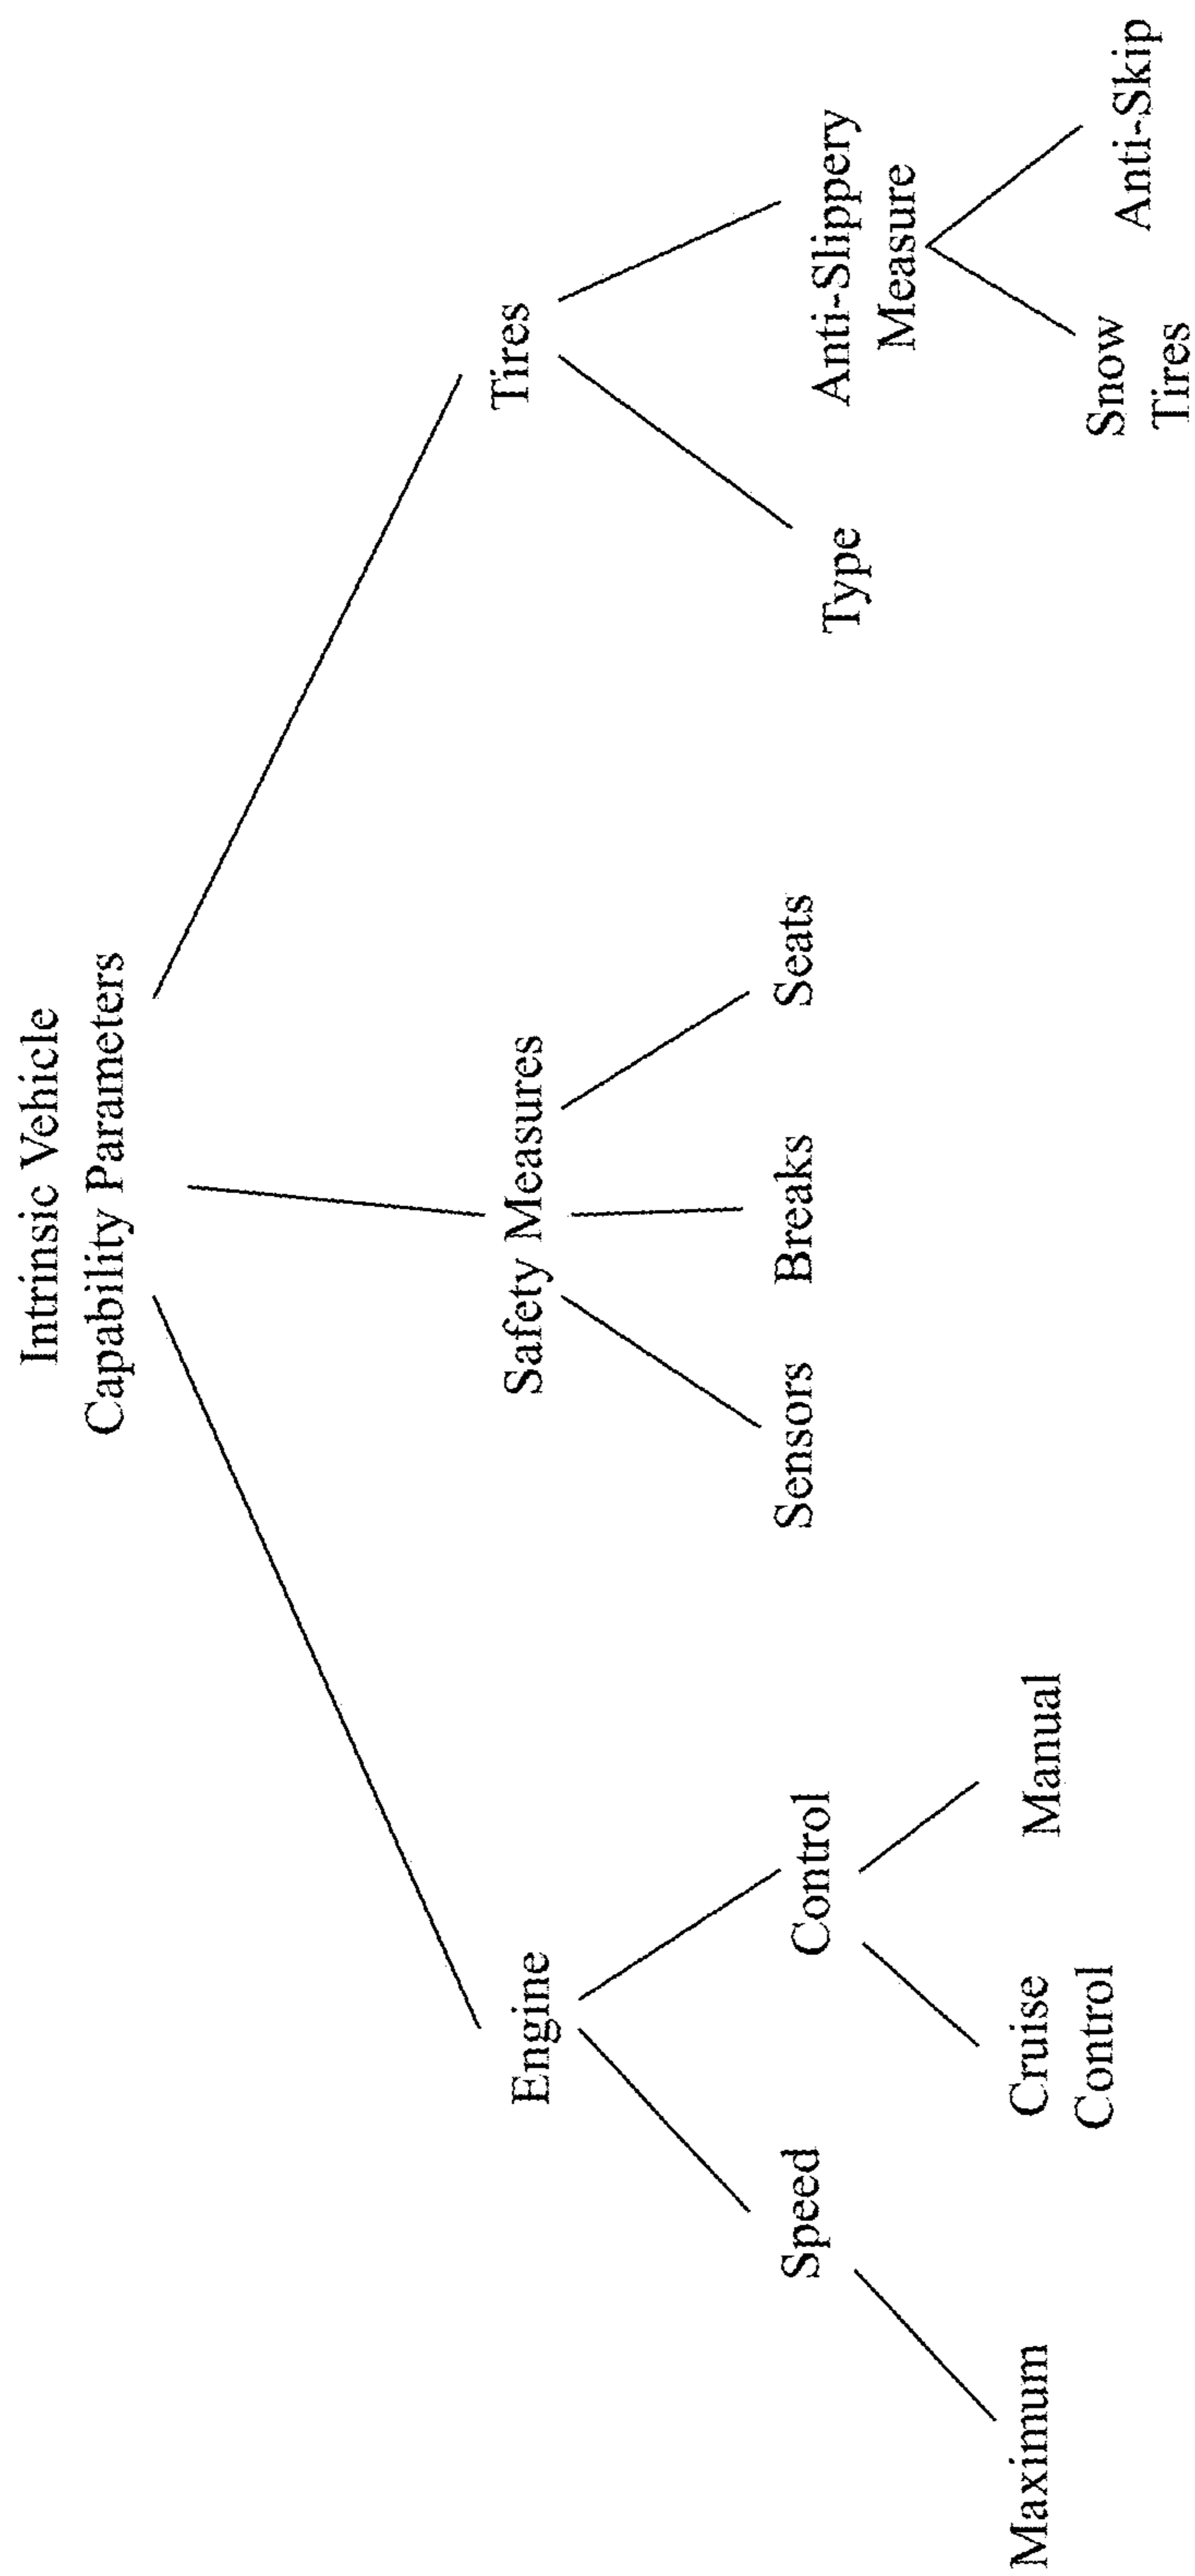 Intrinsic Vehicle
Capability Parameters
Engine
Safety Measures
Tires
Speed
Control
Sensors
Breaks
Seats
Type
Anti-Slippery
Measure
Maximum
Cruise
Control
Manual
Snow
Tires
Anti-Skip